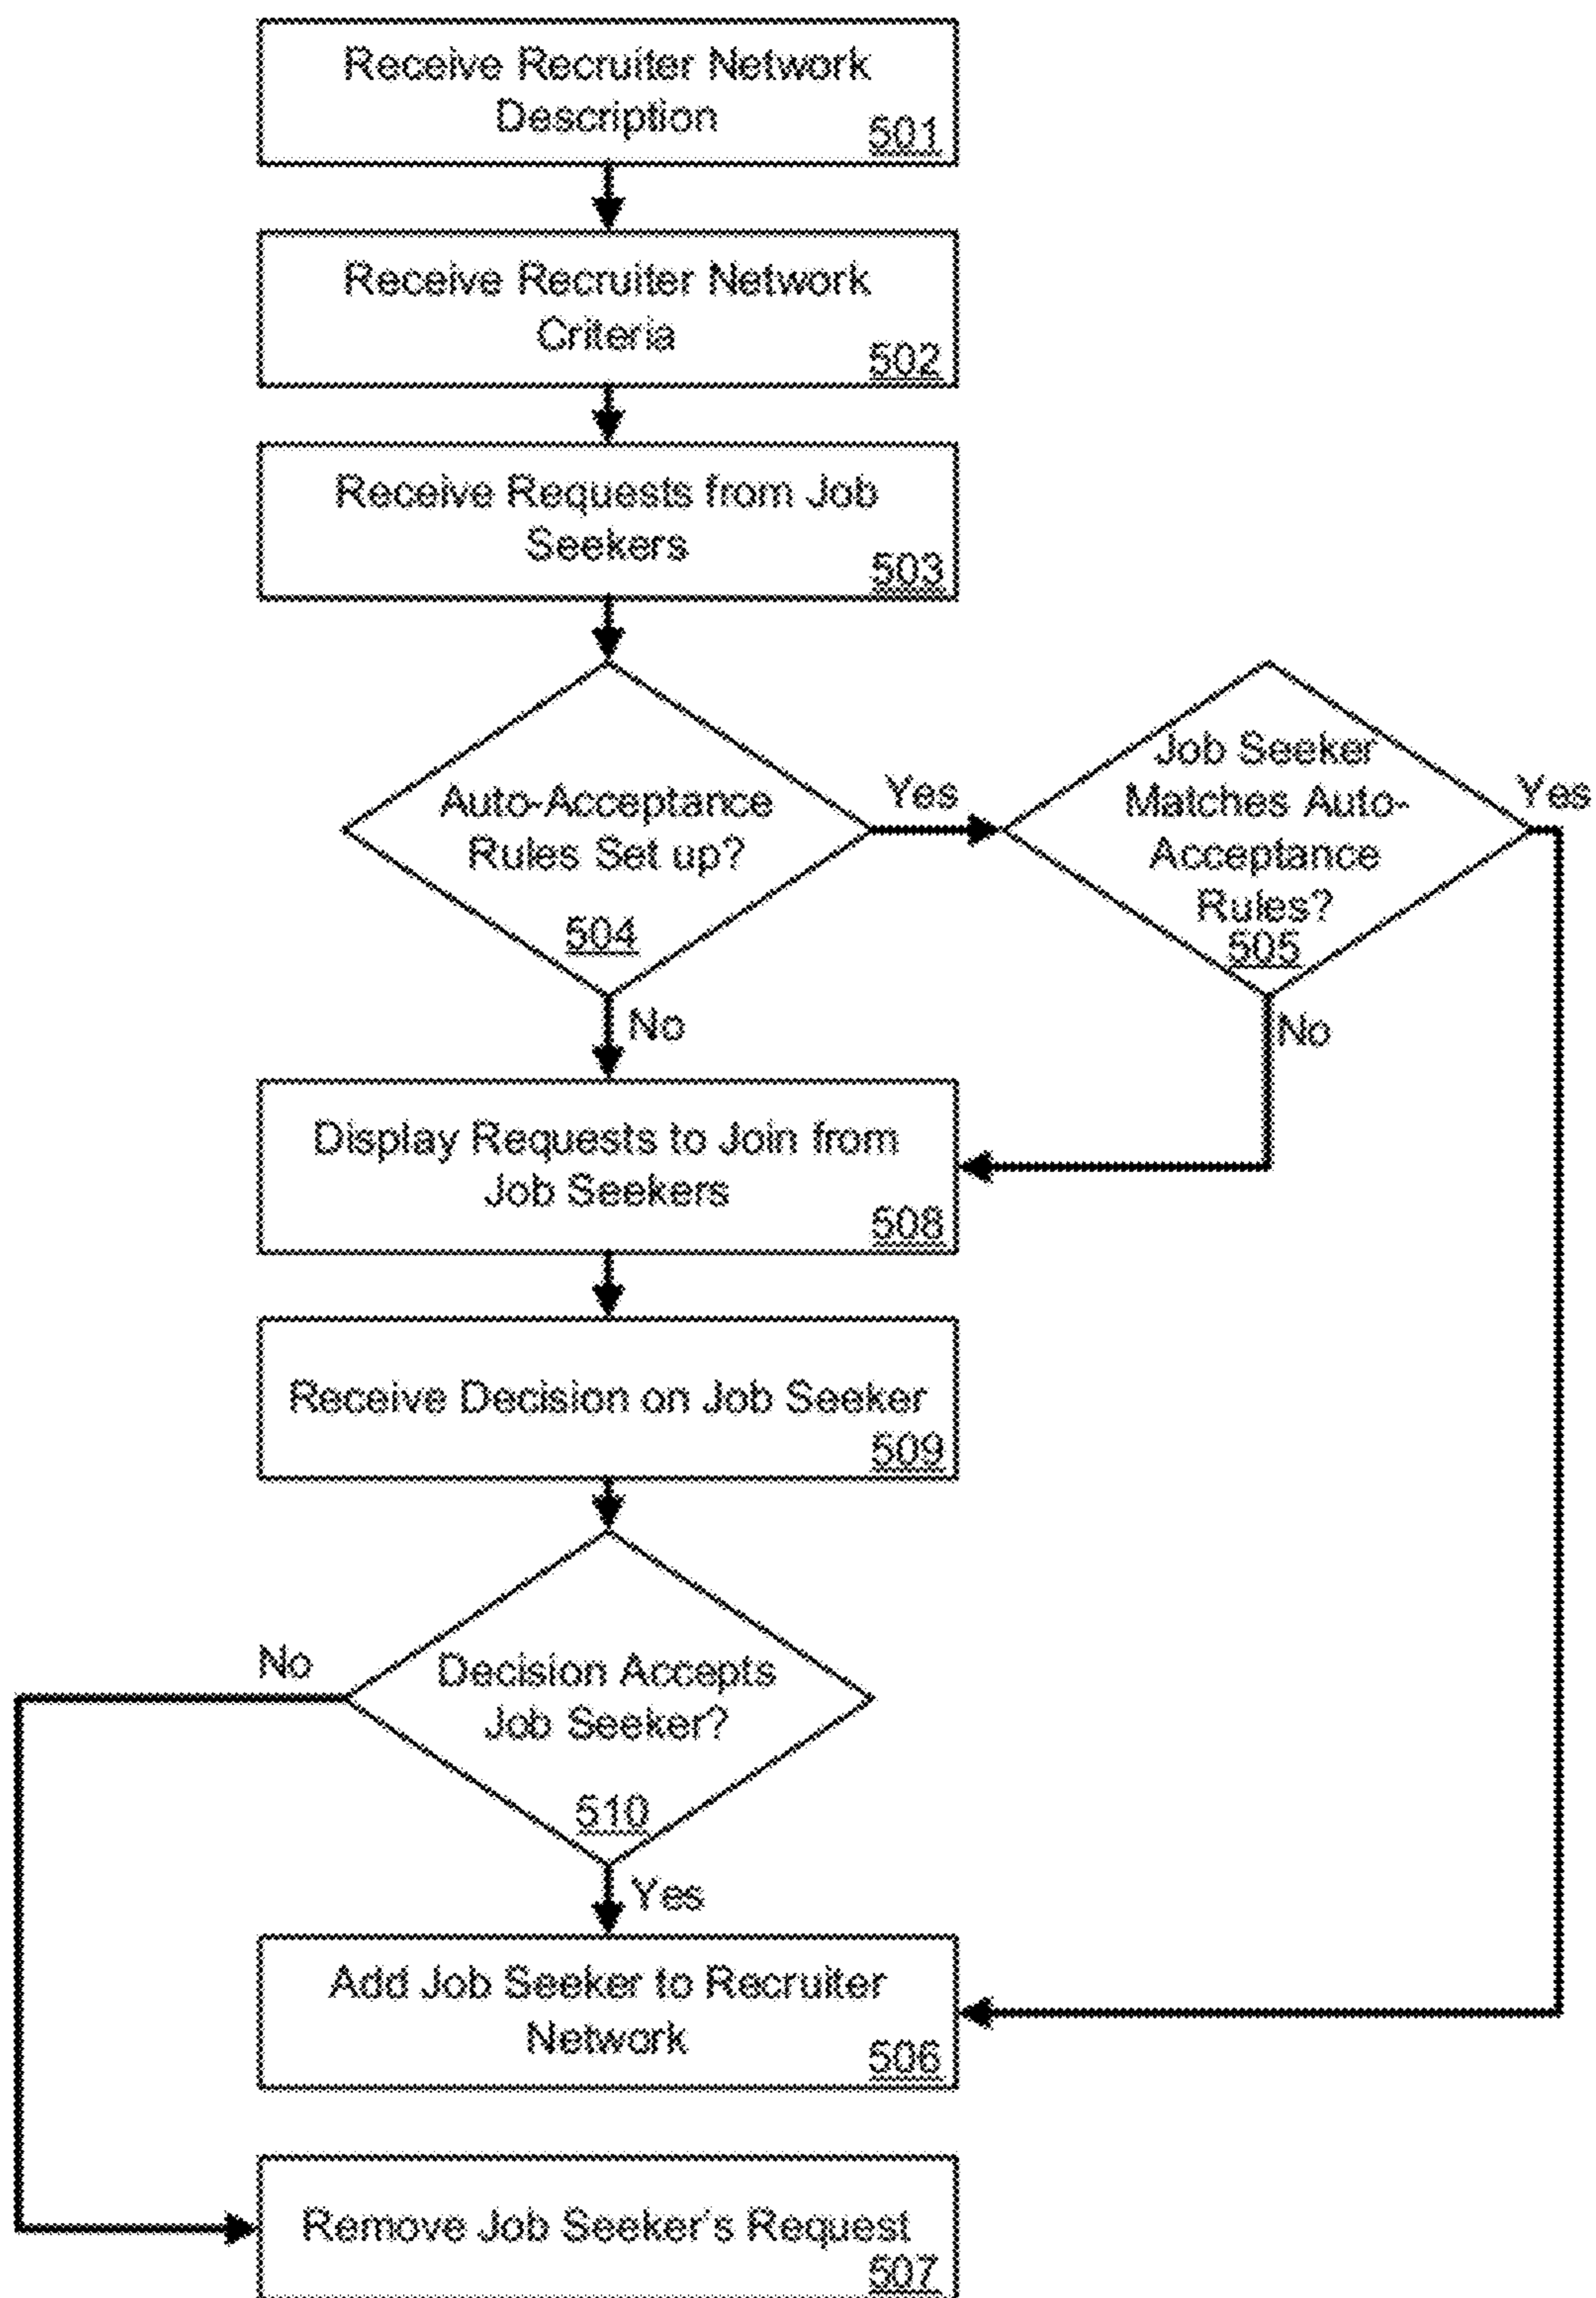 Receive Recruiter Network
Description
501
Receive Recruiter Network
Criteria
502
Receive Requests from Job
Seekers
503
Auto-Acceptance
Rules Set up?
504
Yes
Job Seeker
Matches Auto-
Acceptance
Rules?
505
Yes
No
No
Display Requests to Join from
Job Seekers
508
Receive Decision on Job Seeker
509
No
Decision Accepts
Job Seeker?
510
Yes
Add Job Seeker to Recruiter
Network
506
Remove Job Seeker's Request
507